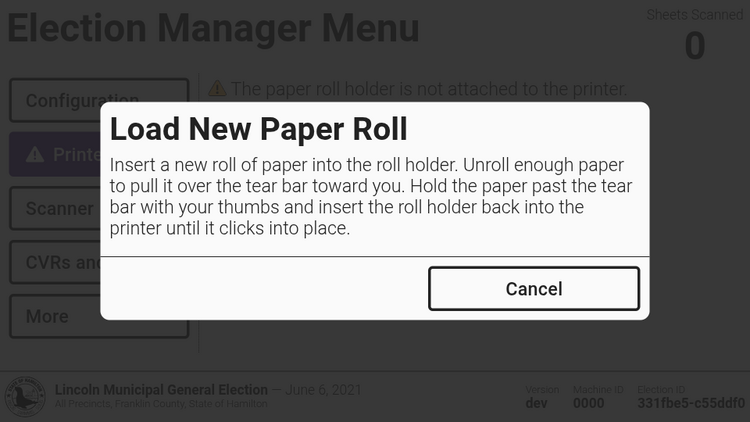 Election Manager Menu
Sheets Scanned
0
Configuration
The paper roll holder is not attached to the printer.
Load New Paper Roll
Insert a new roll of paper into the roll holder. Unroll enough paper
to pull it over the tear bar toward you. Hold the paper past the tear
bar with your thumbs and insert the roll holder back into the
printer until it clicks into place.
Cancel
Printe
Scanner
CVRs and
More
Lincoln Municipal General Election — June 6, 2021
All Precincts, Franklin County, State of Hamilton
Version
dev
Machine ID
0000
Election ID
331fbe5-c55ddf0